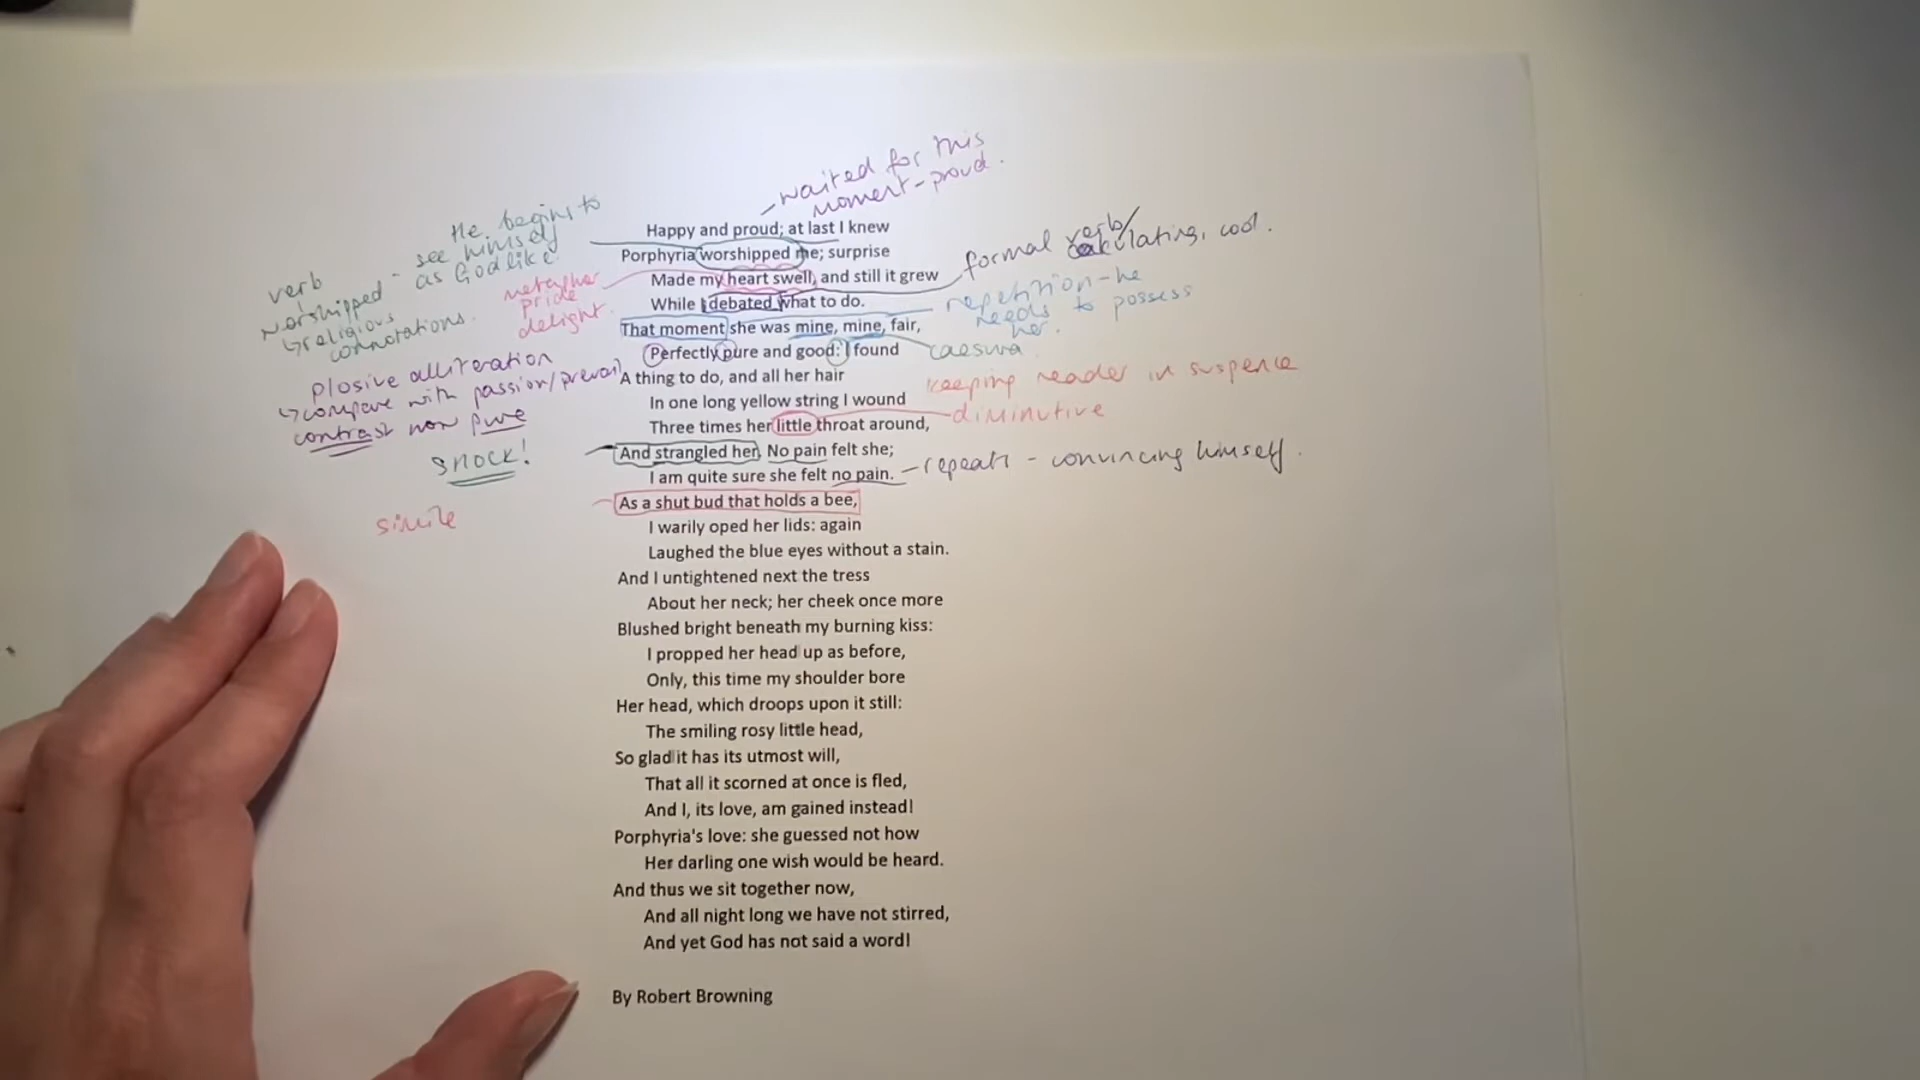 waited for this
moment - proud.
He begins to
see himself
as Godlike.
verb
worshipped -
↳religious
connotations.
metaphor
pride
delight.
plosive alliteration
↳compare with passion/prevail
contrast now pure
SHOCK!
simile
Happy and proud; at last I knew
Porphyria worshipped me; surprise
Made my heart swell, and still it grew
While I debated what to do.
That moment she was mine, mine, fair,
Perfectly pure and good: I found
A thing to do, and all her hair
In one long yellow string I wound
Three times her little throat around,
And strangled her. No pain felt she;
I am quite sure she felt no pain.
As a shut bud that holds a bee,
I warily oped her lids: again
Laughed the blue eyes without a stain.
And I untightened next the tress
About her neck; her cheek once more
Blushed bright beneath my burning kiss:
I propped her head up as before,
Only, this time my shoulder bore
Her head, which droops upon it still:
The smiling rosy little head,
So glad it has its utmost will,
That all it scorned at once is fled,
And I, its love, am gained instead!
Porphyria's love: she guessed not how
Her darling one wish would be heard.
And thus we sit together now,
And all night long we have not stirred,
And yet God has not said a word!
By Robert Browning
formal verb/
calculating, cool.
repetition - he
needs to possess
her.
caesura
keeping reader in suspence
diminutive
repeats - convincing himself.